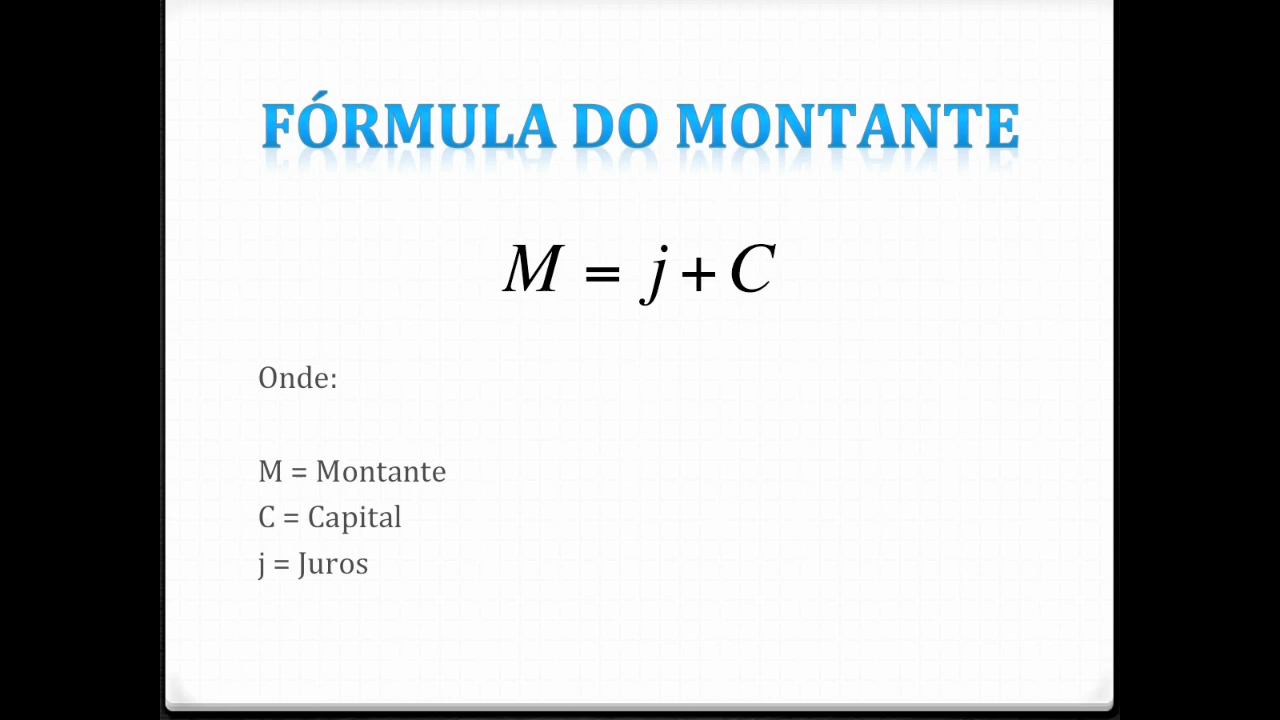 FÓRMULA DO MONTANTE
M = j + C
Onde:
M = Montante
C = Capital
j = Juros